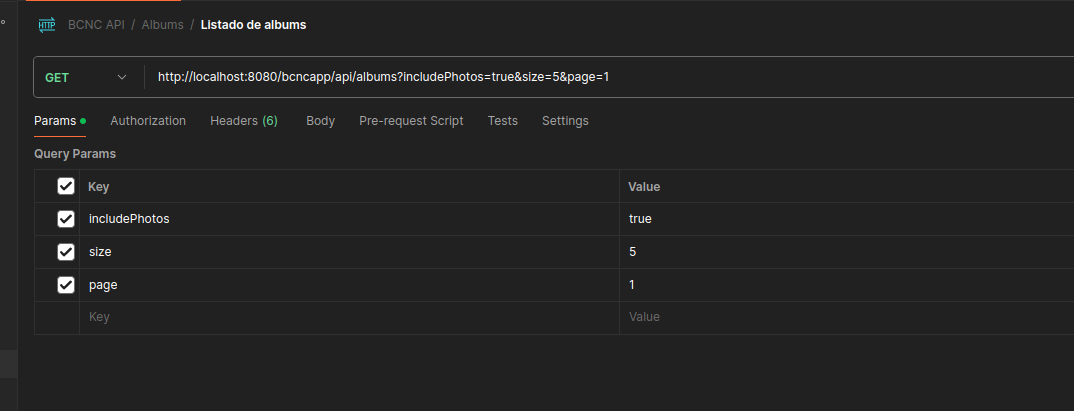 HTTP BCNC API / Albums / Listado de albums
GET http://localhost:8080/bcncapp/api/albums?includePhotos=true&size=5&page=1
Params Authorization Headers (6) Body Pre-request Script Tests Settings
Query Params
Key Value
includePhotos true
size 5
page 1
Key Value